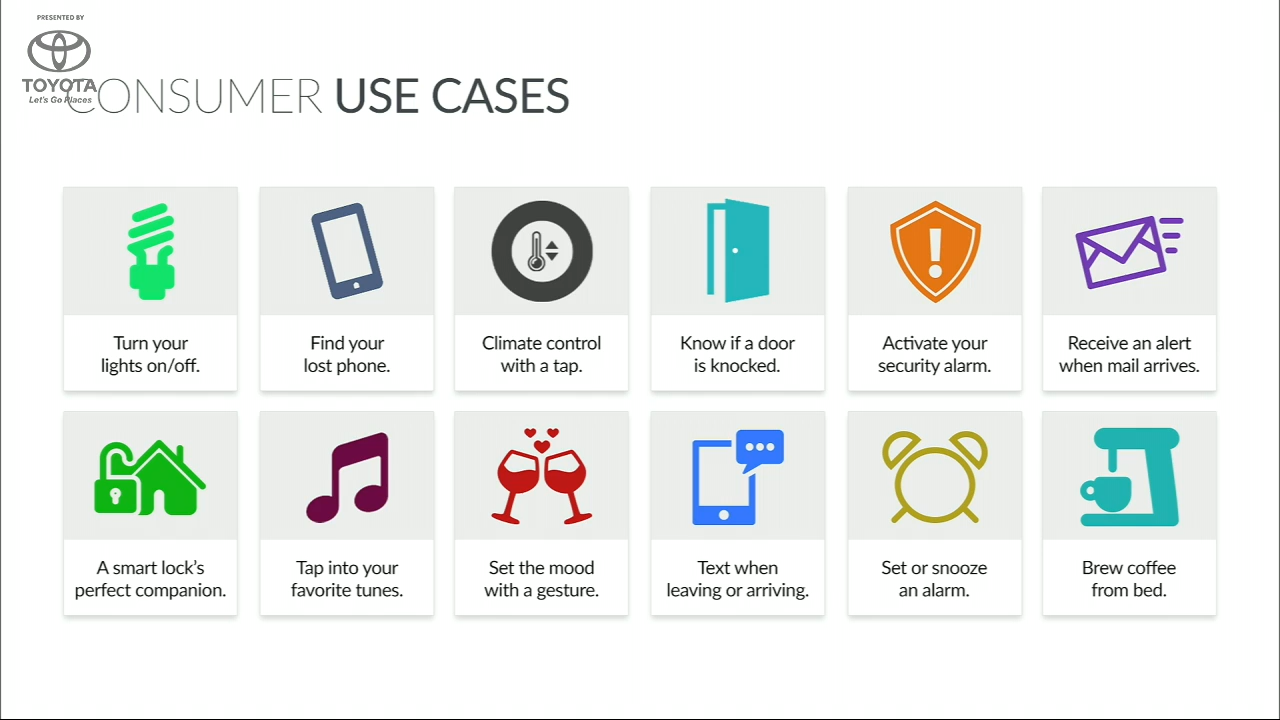 PRESENTED BY
TOYOTA
Let's Go Places
CONSUMER USE CASES
Turn your
lights on/off.
Find your
lost phone.
Climate control
with a tap.
Know if a door
is knocked.
Activate your
security alarm.
Receive an alert
when mail arrives.
A smart lock's
perfect companion.
Tap into your
favorite tunes.
Set the mood
with a gesture.
Text when
leaving or arriving.
Set or snooze
an alarm.
Brew coffee
from bed.